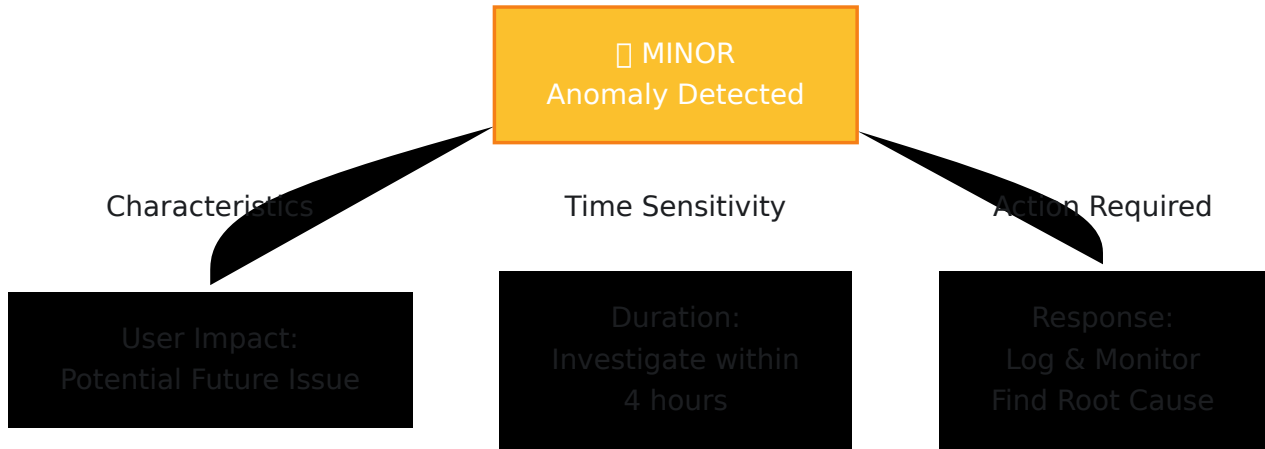 MINOR
Anomaly Detected
Characteristics
Time Sensitivity
Action Required
User Impact:
Potential Future Issue
Duration:
Investigate within
4 hours
Response:
Log & Monitor
Find Root Cause